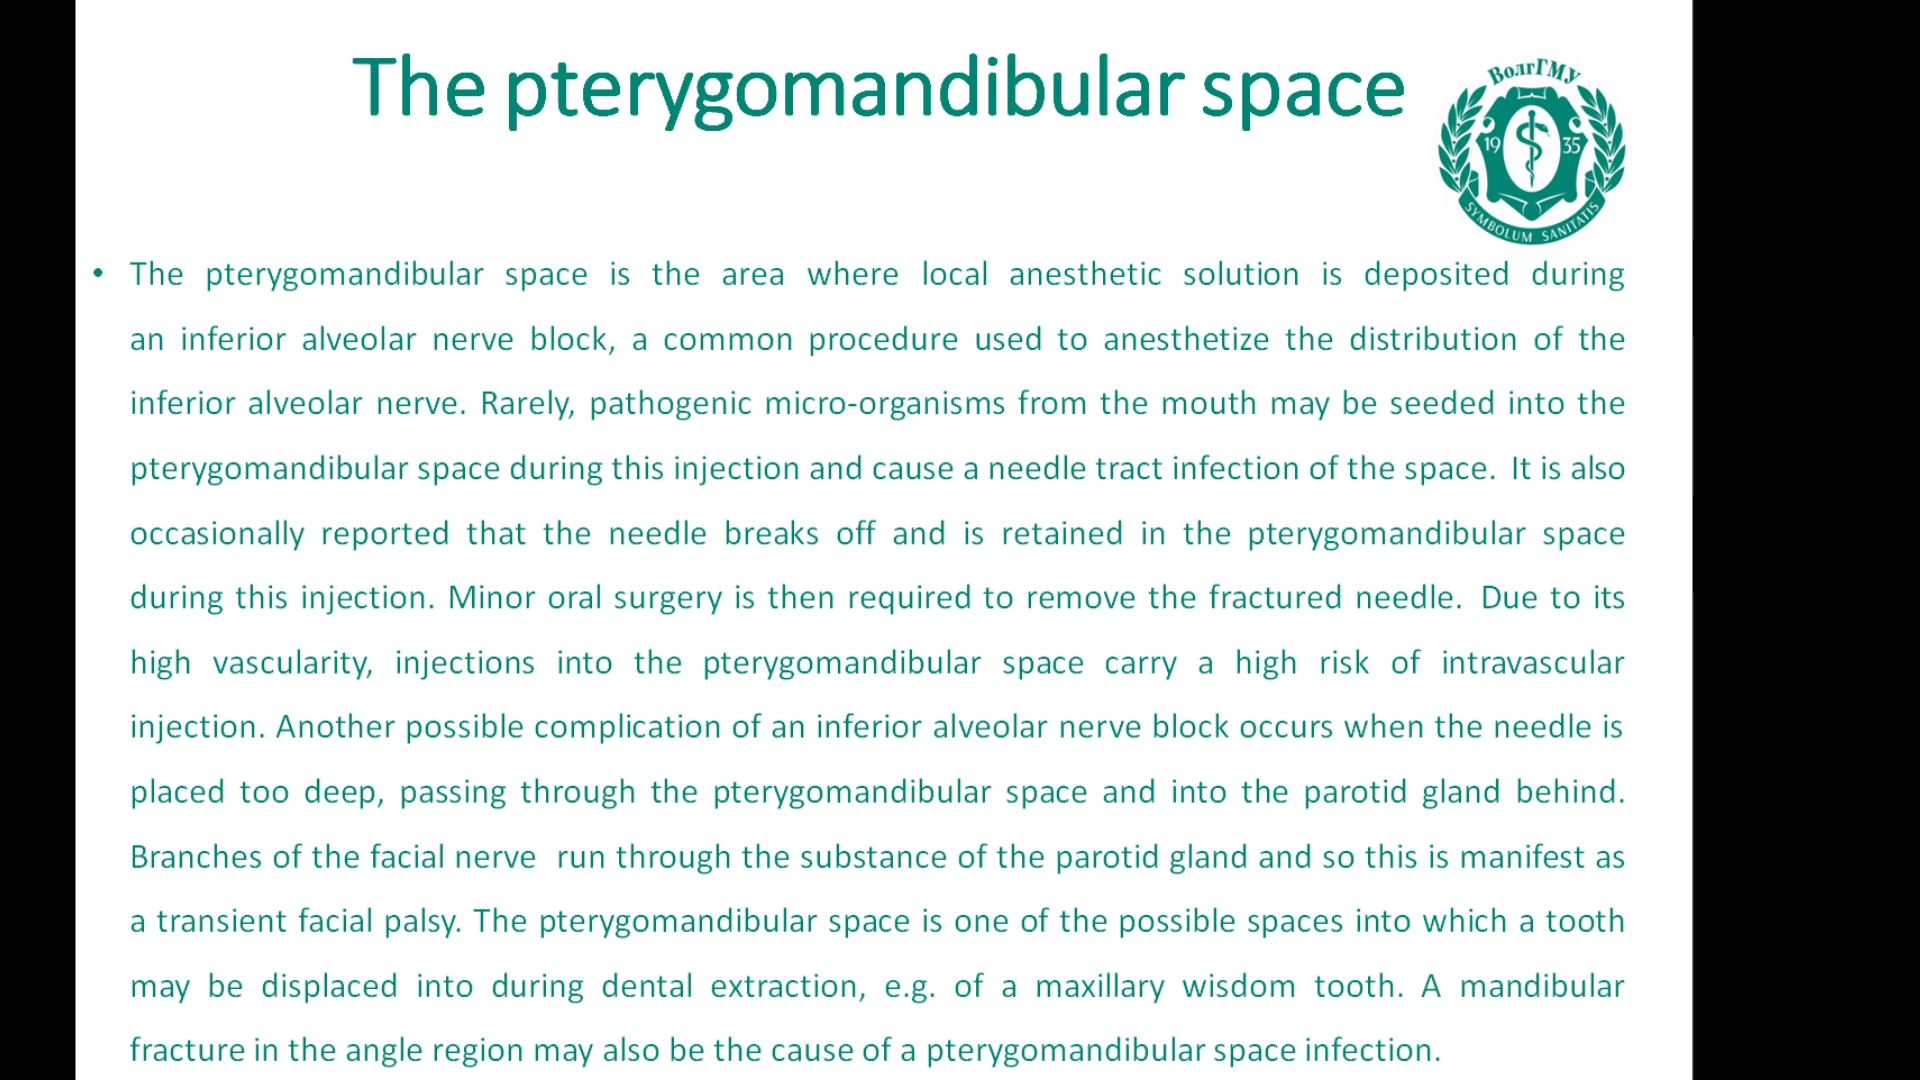 The pterygomandibular space
ВолгГМУ
19 35
SYMBOLUM SANITATIS
• The pterygomandibular space is the area where local anesthetic solution is deposited during
an inferior alveolar nerve block, a common procedure used to anesthetize the distribution of the
inferior alveolar nerve. Rarely, pathogenic micro-organisms from the mouth may be seeded into the
pterygomandibular space during this injection and cause a needle tract infection of the space. It is also
occasionally reported that the needle breaks off and is retained in the pterygomandibular space
during this injection. Minor oral surgery is then required to remove the fractured needle. Due to its
high vascularity, injections into the pterygomandibular space carry a high risk of intravascular
injection. Another possible complication of an inferior alveolar nerve block occurs when the needle is
placed too deep, passing through the pterygomandibular space and into the parotid gland behind.
Branches of the facial nerve run through the substance of the parotid gland and so this is manifest as
a transient facial palsy. The pterygomandibular space is one of the possible spaces into which a tooth
may be displaced into during dental extraction, e.g. of a maxillary wisdom tooth. A mandibular
fracture in the angle region may also be the cause of a pterygomandibular space infection.